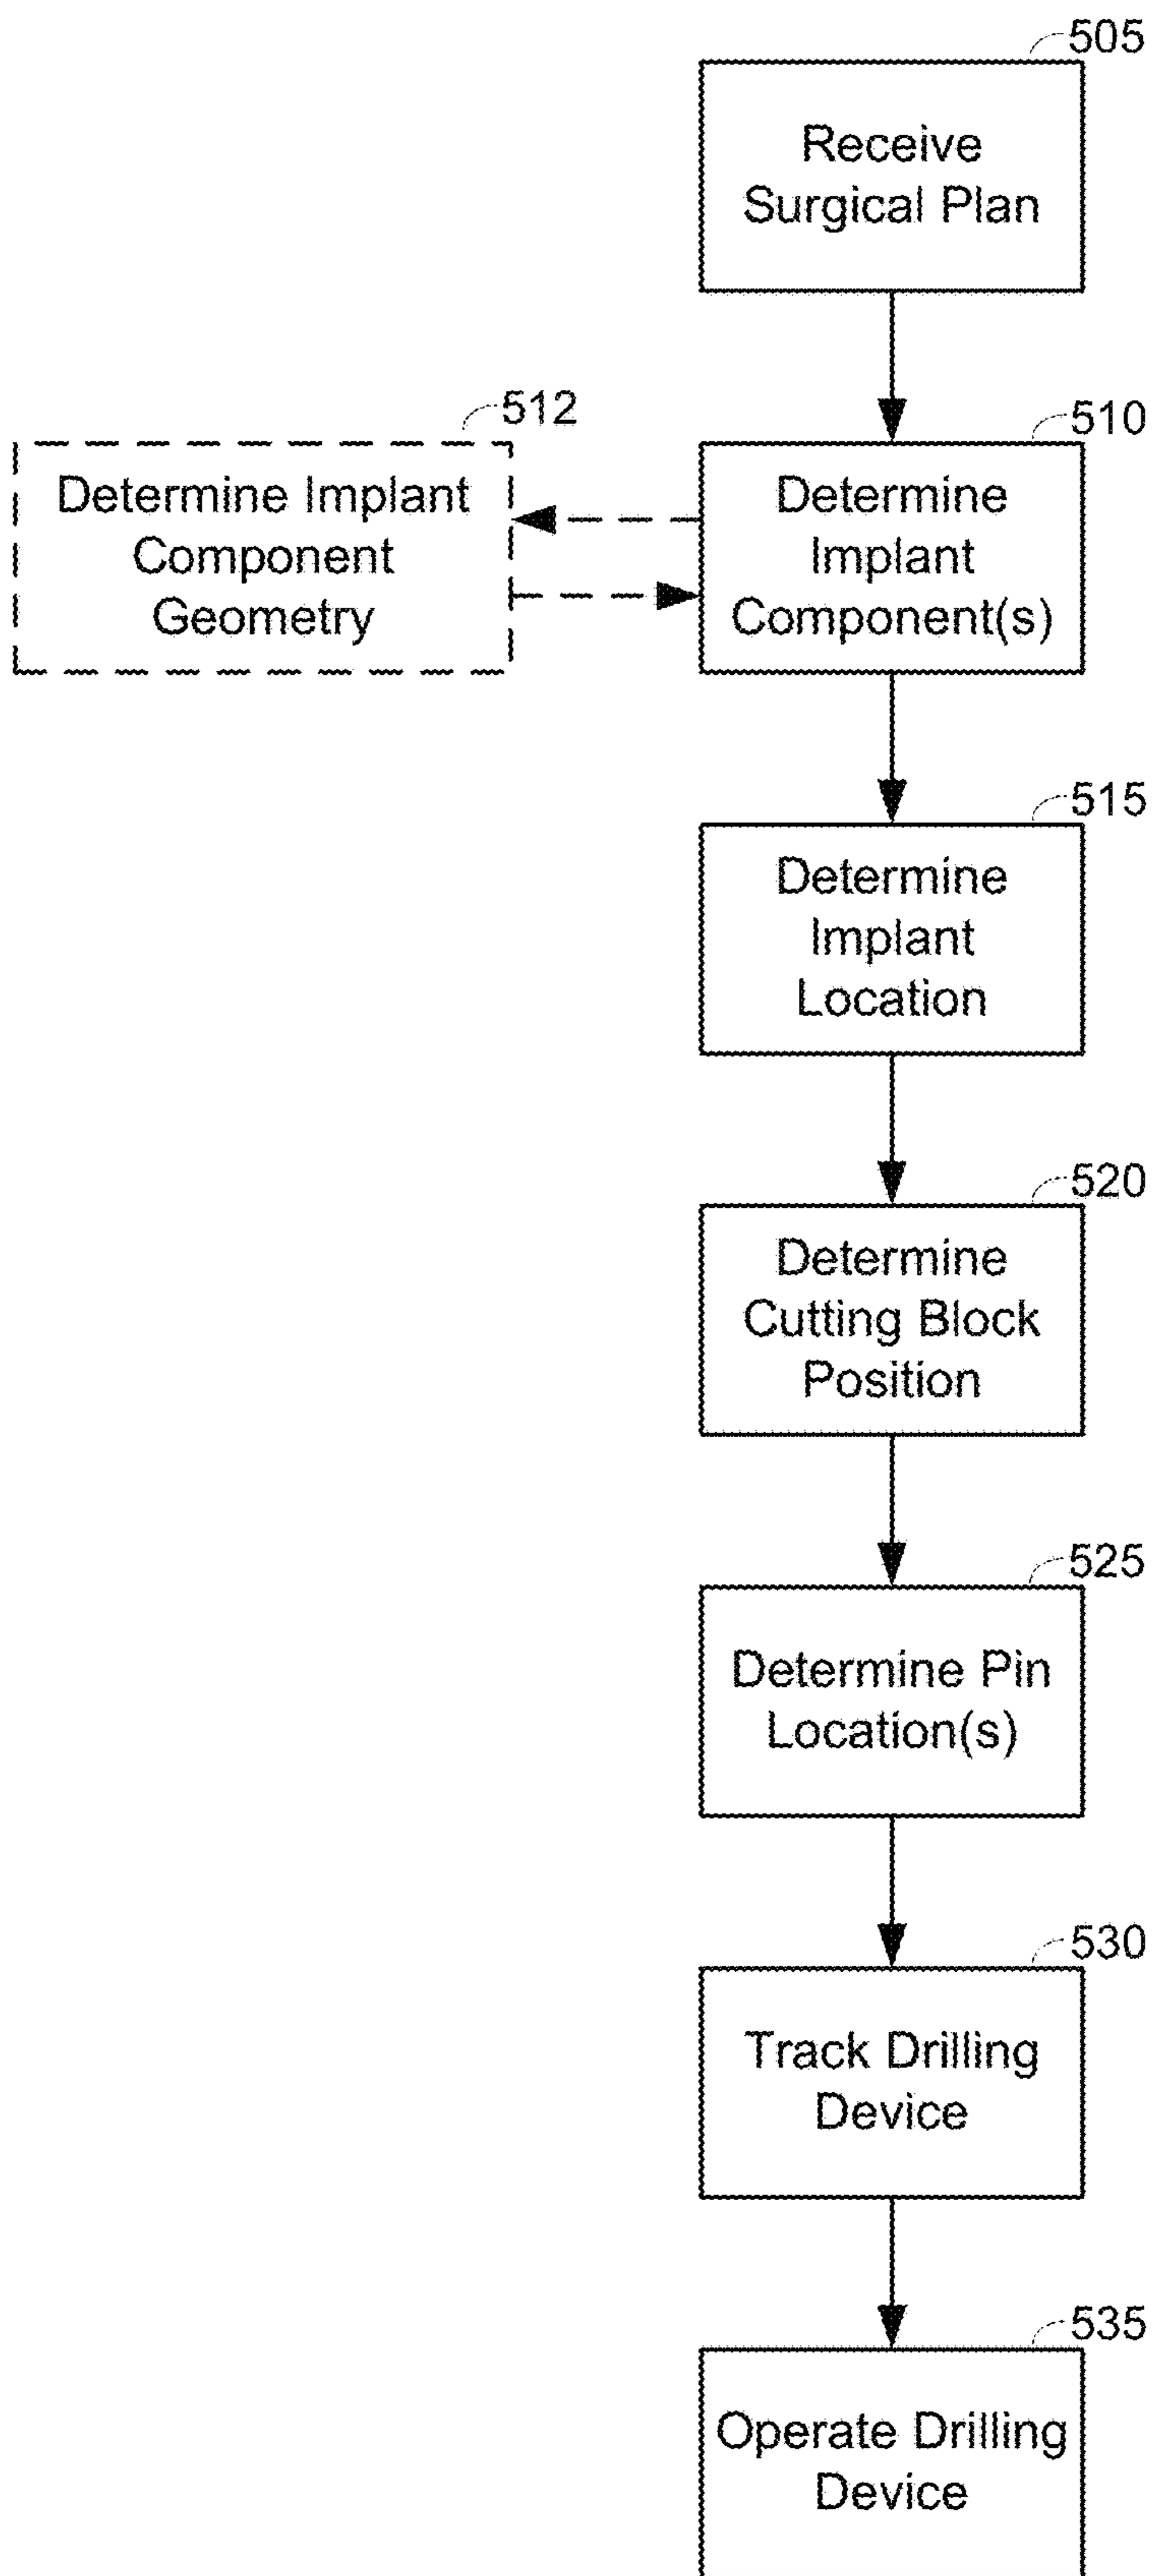 505
Receive
Surgical Plan
512
Determine Implant
Component
Geometry
510
Determine
Implant
Component(s)
515
Determine
Implant
Location
520
Determine
Cutting Block
Position
525
Determine Pin
Location(s)
530
Track Drilling
Device
535
Operate Drilling
Device